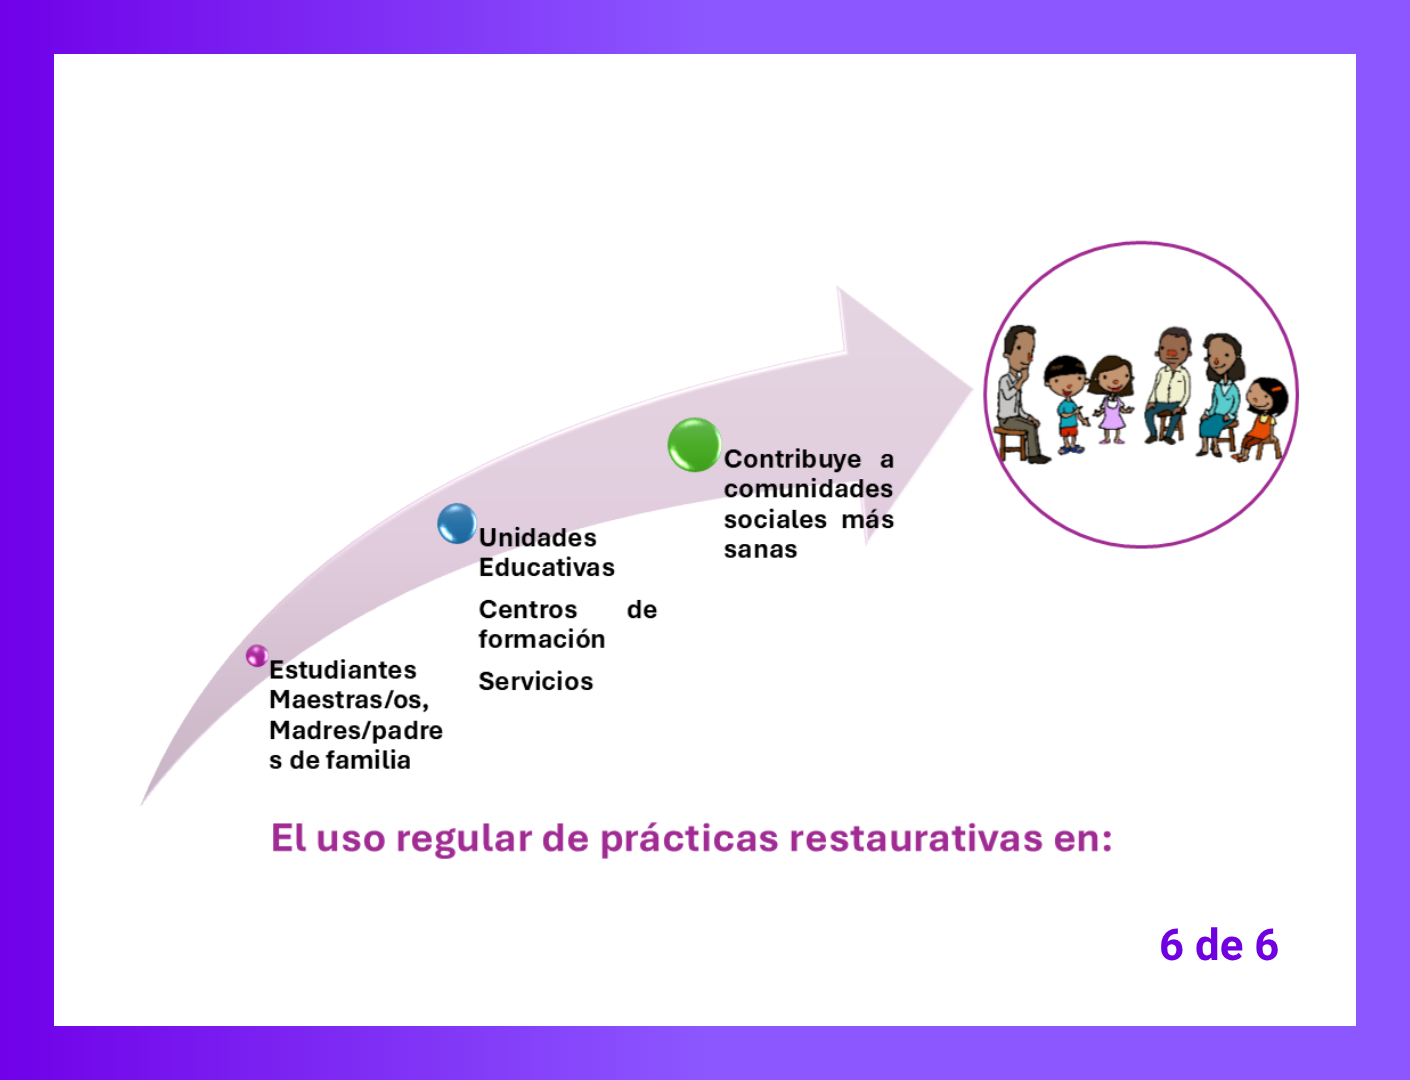 Contribuye a
comunidades
sociales más
sanas
Unidades
Educativas
Centros de
formación
Servicios
Estudiantes
Maestras/os,
Madres/padre
s de familia
El uso regular de prácticas restaurativas en:
6 de 6